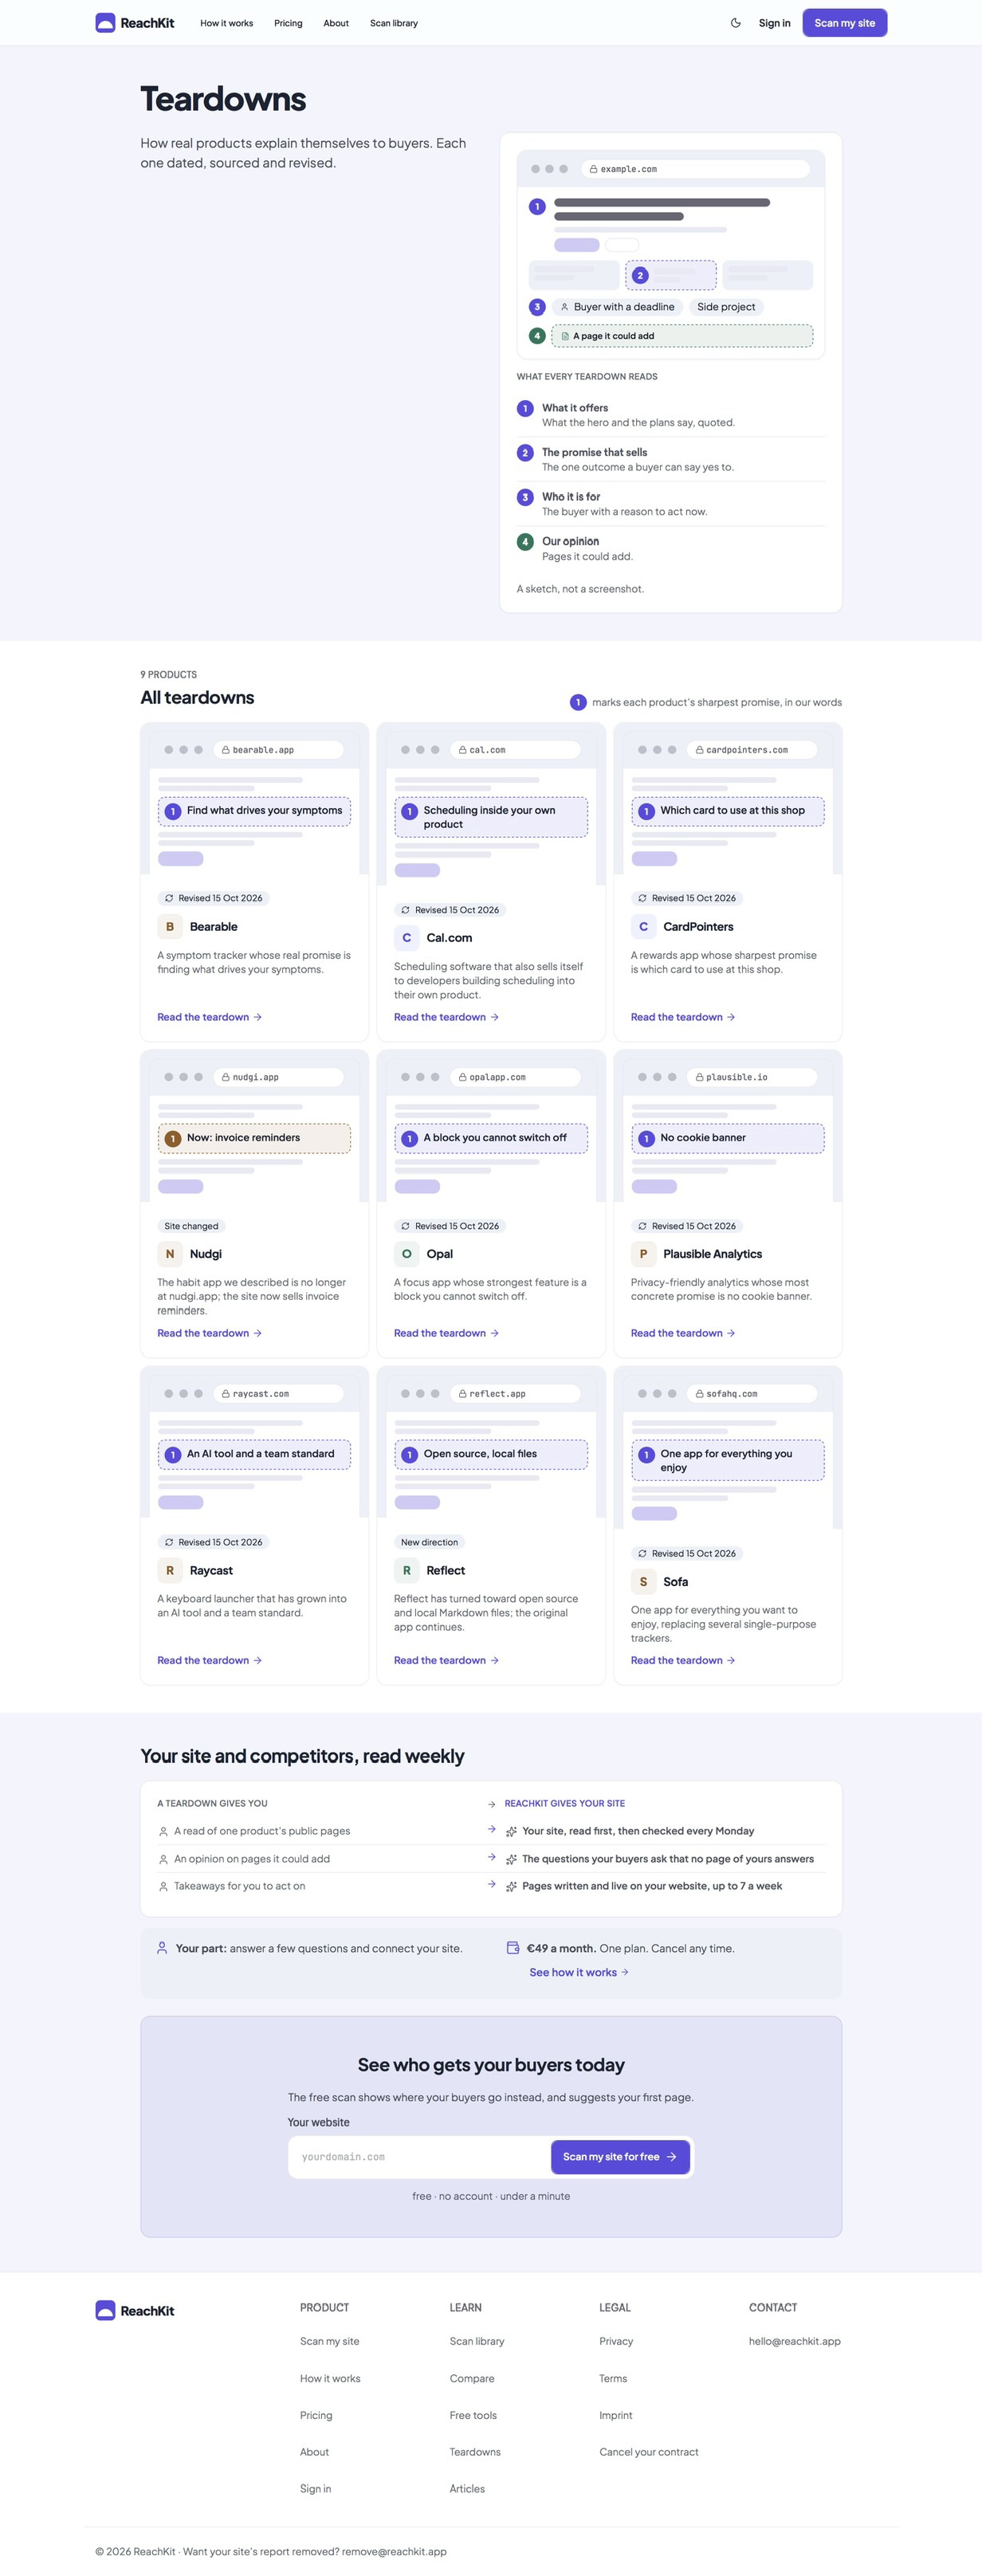 ReachKit
How it works
Pricing
About
Scan library
Sign in
Scan my site
Teardowns
How real products explain themselves to buyers. Each
one dated, sourced and revised.
example.com
1
2
3
Buyer with a deadline
Side project
4
A page it could add
WHAT EVERY TEARDOWN READS
1
What it offers
What the hero and the plans say, quoted.
2
The promise that sells
The one outcome a buyer can say yes to.
3
Who it is for
The buyer with a reason to act now.
4
Our opinion
Pages it could add.
A sketch, not a screenshot.
9 PRODUCTS
All teardowns
1 marks each product's sharpest promise, in our words
bearable.app
1 Find what drives your symptoms
Revised 15 Oct 2026
B Bearable
A symptom tracker whose real promise is
finding what drives your symptoms.
Read the teardown →
cal.com
1 Scheduling inside your own
product
Revised 15 Oct 2026
C Cal.com
Scheduling software that also sells itself
to developers building scheduling into
their own product.
Read the teardown →
cardpointers.com
1 Which card to use at this shop
Revised 15 Oct 2026
C CardPointers
A rewards app whose sharpest promise
is which card to use at this shop.
Read the teardown →
nudgi.app
1 Now: invoice reminders
Site changed
N Nudgi
The habit app we described is no longer
at nudgi.app; the site now sells invoice
reminders.
Read the teardown →
opalapp.com
1 A block you cannot switch off
Revised 15 Oct 2026
O Opal
A focus app whose strongest feature is a
block you cannot switch off.
Read the teardown →
plausible.io
1 No cookie banner
Revised 15 Oct 2026
P Plausible Analytics
Privacy-friendly analytics whose most
concrete promise is no cookie banner.
Read the teardown →
raycast.com
1 An AI tool and a team standard
Revised 15 Oct 2026
R Raycast
A keyboard launcher that has grown into
an AI tool and a team standard.
Read the teardown →
reflect.app
1 Open source, local files
New direction
R Reflect
Reflect has turned toward open source
and local Markdown files; the original
app continues.
Read the teardown →
sofahq.com
1 One app for everything you
enjoy
Revised 15 Oct 2026
S Sofa
One app for everything you want to
enjoy, replacing several single-purpose
trackers.
Read the teardown →
Your site and competitors, read weekly
A TEARDOWN GIVES YOU
→ REACHKIT GIVES YOUR SITE
A read of one product's public pages
→ Your site, read first, then checked every Monday
An opinion on pages it could add
→ The questions your buyers ask that no page of yours answers
Takeaways for you to act on
→ Pages written and live on your website, up to 7 a week
Your part: answer a few questions and connect your site.
€49 a month. One plan. Cancel any time.
See how it works →
See who gets your buyers today
The free scan shows where your buyers go instead, and suggests your first page.
Your website
yourdomain.com
Scan my site for free →
free · no account · under a minute
ReachKit
PRODUCT
Scan my site
How it works
Pricing
About
Sign in
LEARN
Scan library
Compare
Free tools
Teardowns
Articles
LEGAL
Privacy
Terms
Imprint
Cancel your contract
CONTACT
hello@reachkit.app
© 2026 ReachKit · Want your site's report removed? remove@reachkit.app